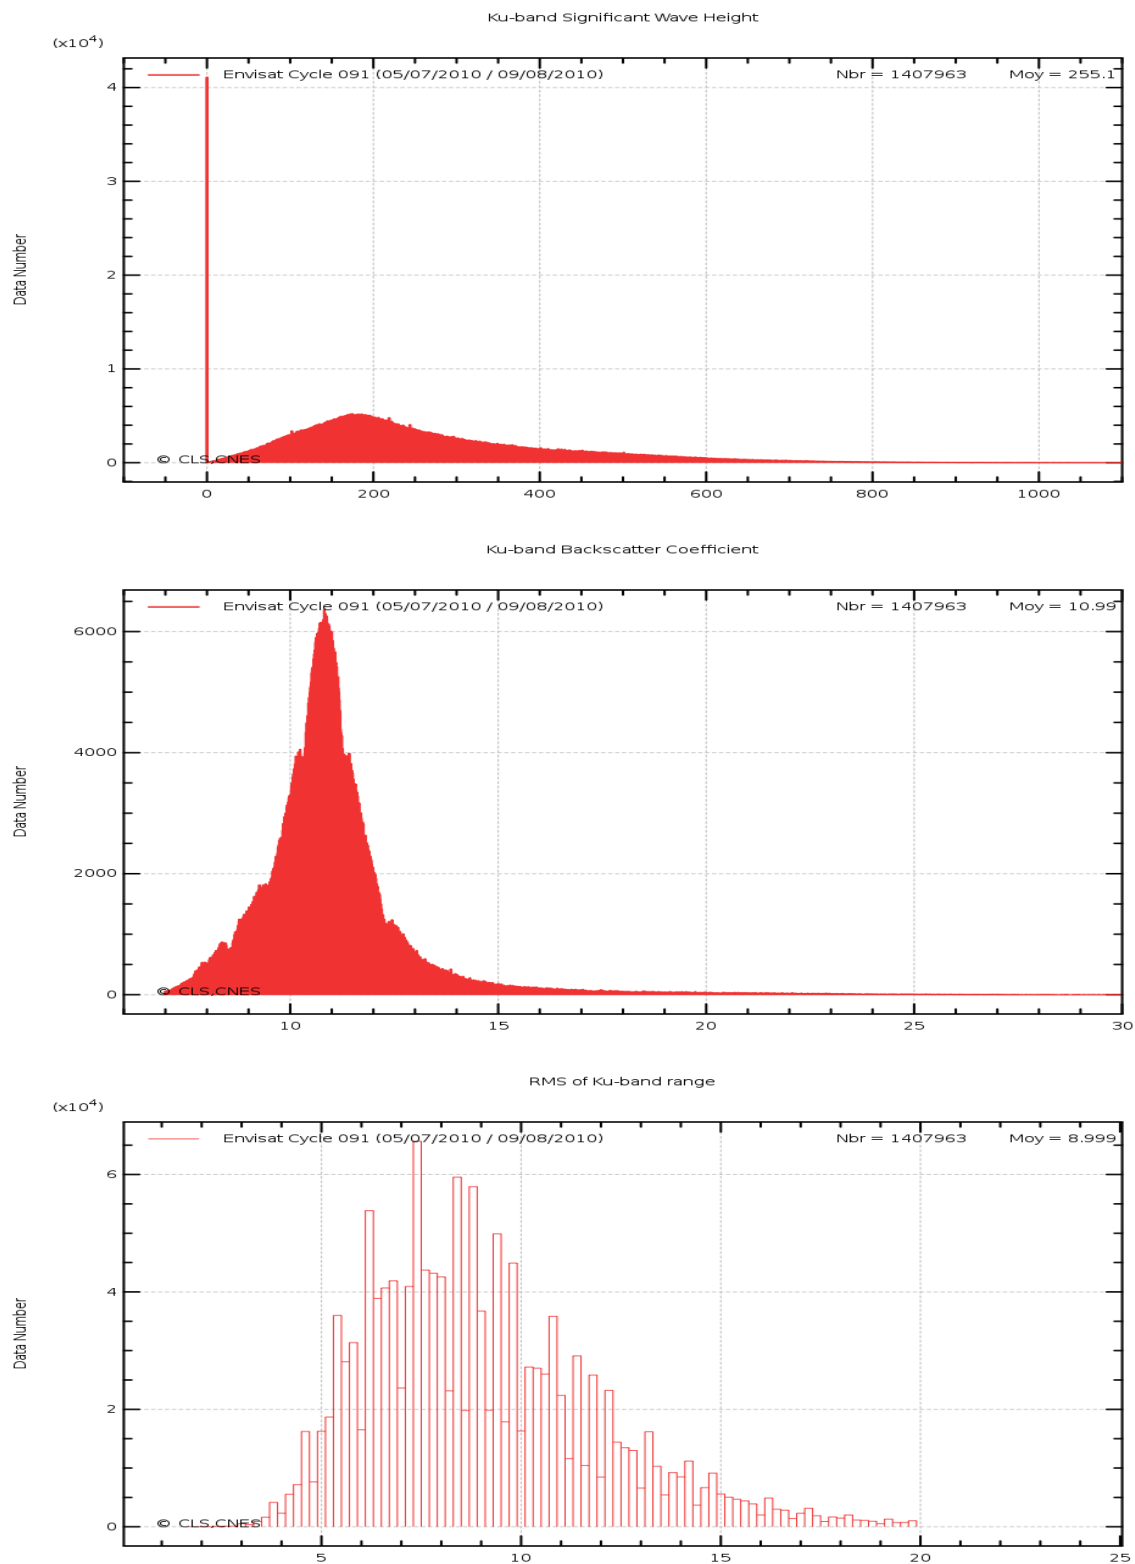 Ku-band Significant Wave Height
(x10⁴)
Envisat Cycle 091 (05/07/2010 / 09/08/2010) Nbr = 1407963 Moy = 255.1
4
3
2
1
0
Data Number
© CLS,CNES
0 200 400 600 800 1000
Ku-band Backscatter Coefficient
Envisat Cycle 091 (05/07/2010 / 09/08/2010) Nbr = 1407963 Moy = 10.99
6000
4000
2000
0
Data Number
© CLS,CNES
10 15 20 25 30
RMS of Ku-band range
(x10⁴)
Envisat Cycle 091 (05/07/2010 / 09/08/2010) Nbr = 1407963 Moy = 8.999
6
4
2
0
Data Number
© CLS,CNES
5 10 15 20 25